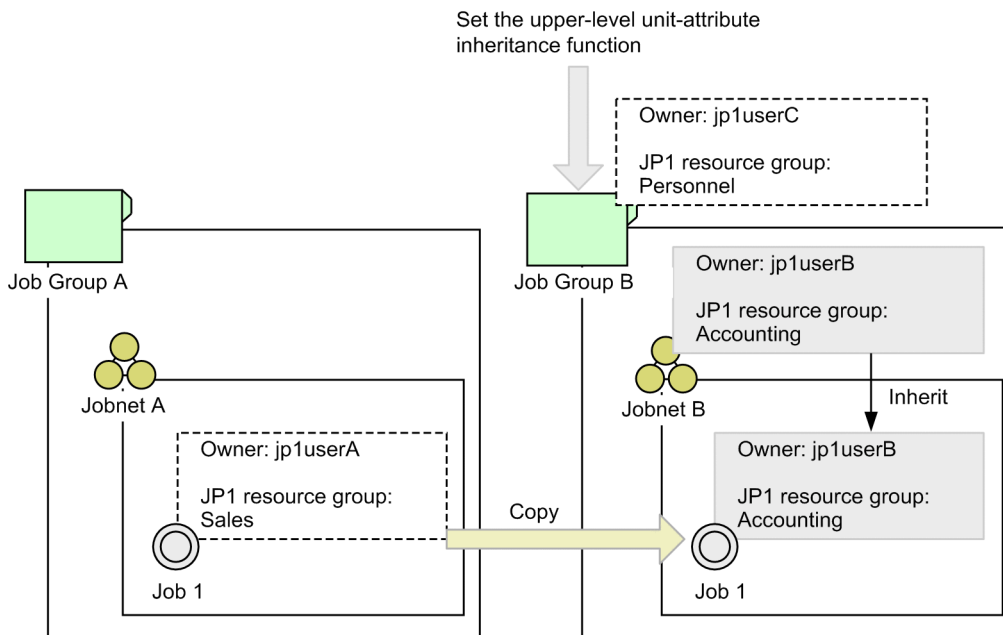 Set the upper-level unit-attribute
inheritance function
Owner: jp1userC
JP1 resource group:
Personnel
Job Group A
Job Group B
Owner: jp1userB
JP1 resource group:
Accounting
Jobnet A
Jobnet B
Inherit
Owner: jp1userA
JP1 resource group:
Sales
Copy
Owner: jp1userB
JP1 resource group:
Accounting
Job 1
Job 1